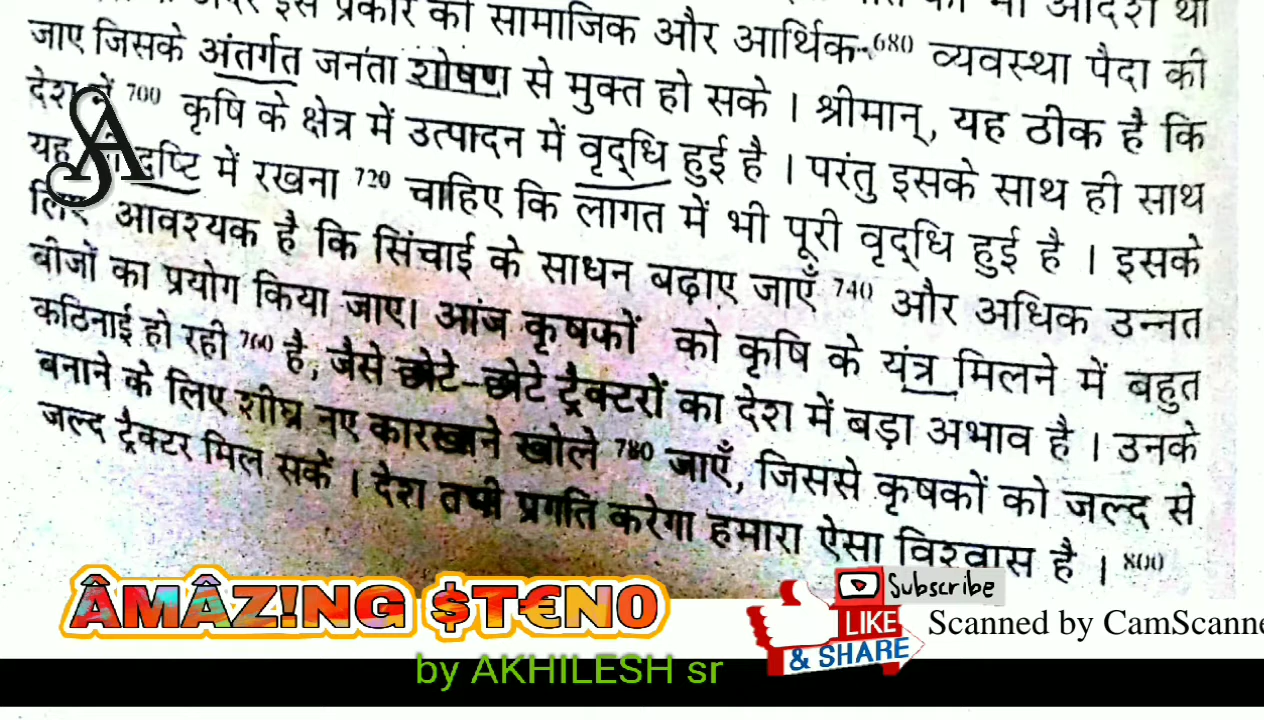 इस प्रकार की सामाजिक और आर्थिक 680 व्यवस्था पैदा की
जाए जिसके अंतर्गत जनता शोषण से मुक्त हो सके । श्रीमान्, यह ठीक है कि
देश में 700 कृषि के क्षेत्र में उत्पादन में वृद्धि हुई है । परंतु इसके साथ ही साथ
यह दृष्टि में रखना 720 चाहिए कि लागत में भी पूरी वृद्धि हुई है । इसके
लिए आवश्यक है कि सिंचाई के साधन बढ़ाए जाएँ 740 और अधिक उन्नत
बीजों का प्रयोग किया जाए। आज कृषकों को कृषि के यंत्र मिलने में बहुत
कठिनाई हो रही 760 है, जैसे छोटे-छोटे ट्रैक्टरों का देश में बड़ा अभाव है । उनके
बनाने के लिए शीघ्र नए कारखाने खोले 780 जाएँ, जिससे कृषकों को जल्द से
जल्द ट्रैक्टर मिल सकें । देश तभी प्रगति करेगा हमारा ऐसा विश्वास है । 800
ÂMÂZ!NG $T€NO
Subscribe
LIKE
& SHARE
Scanned by CamScanne
by AKHILESH sr